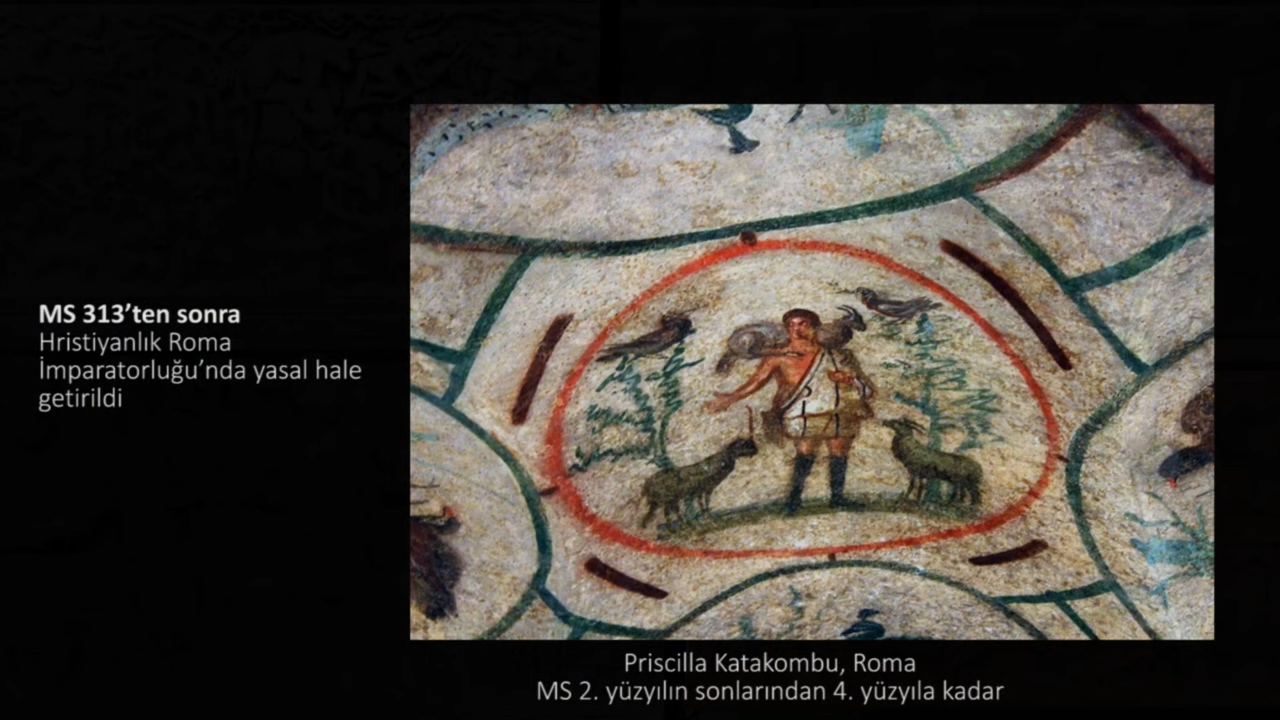 MS 313’ten sonra
Hristiyanlık Roma
İmparatorluğu’nda yasal hale
getirildi
Priscilla Katakombu, Roma
MS 2. yüzyılın sonlarından 4. yüzyıla kadar